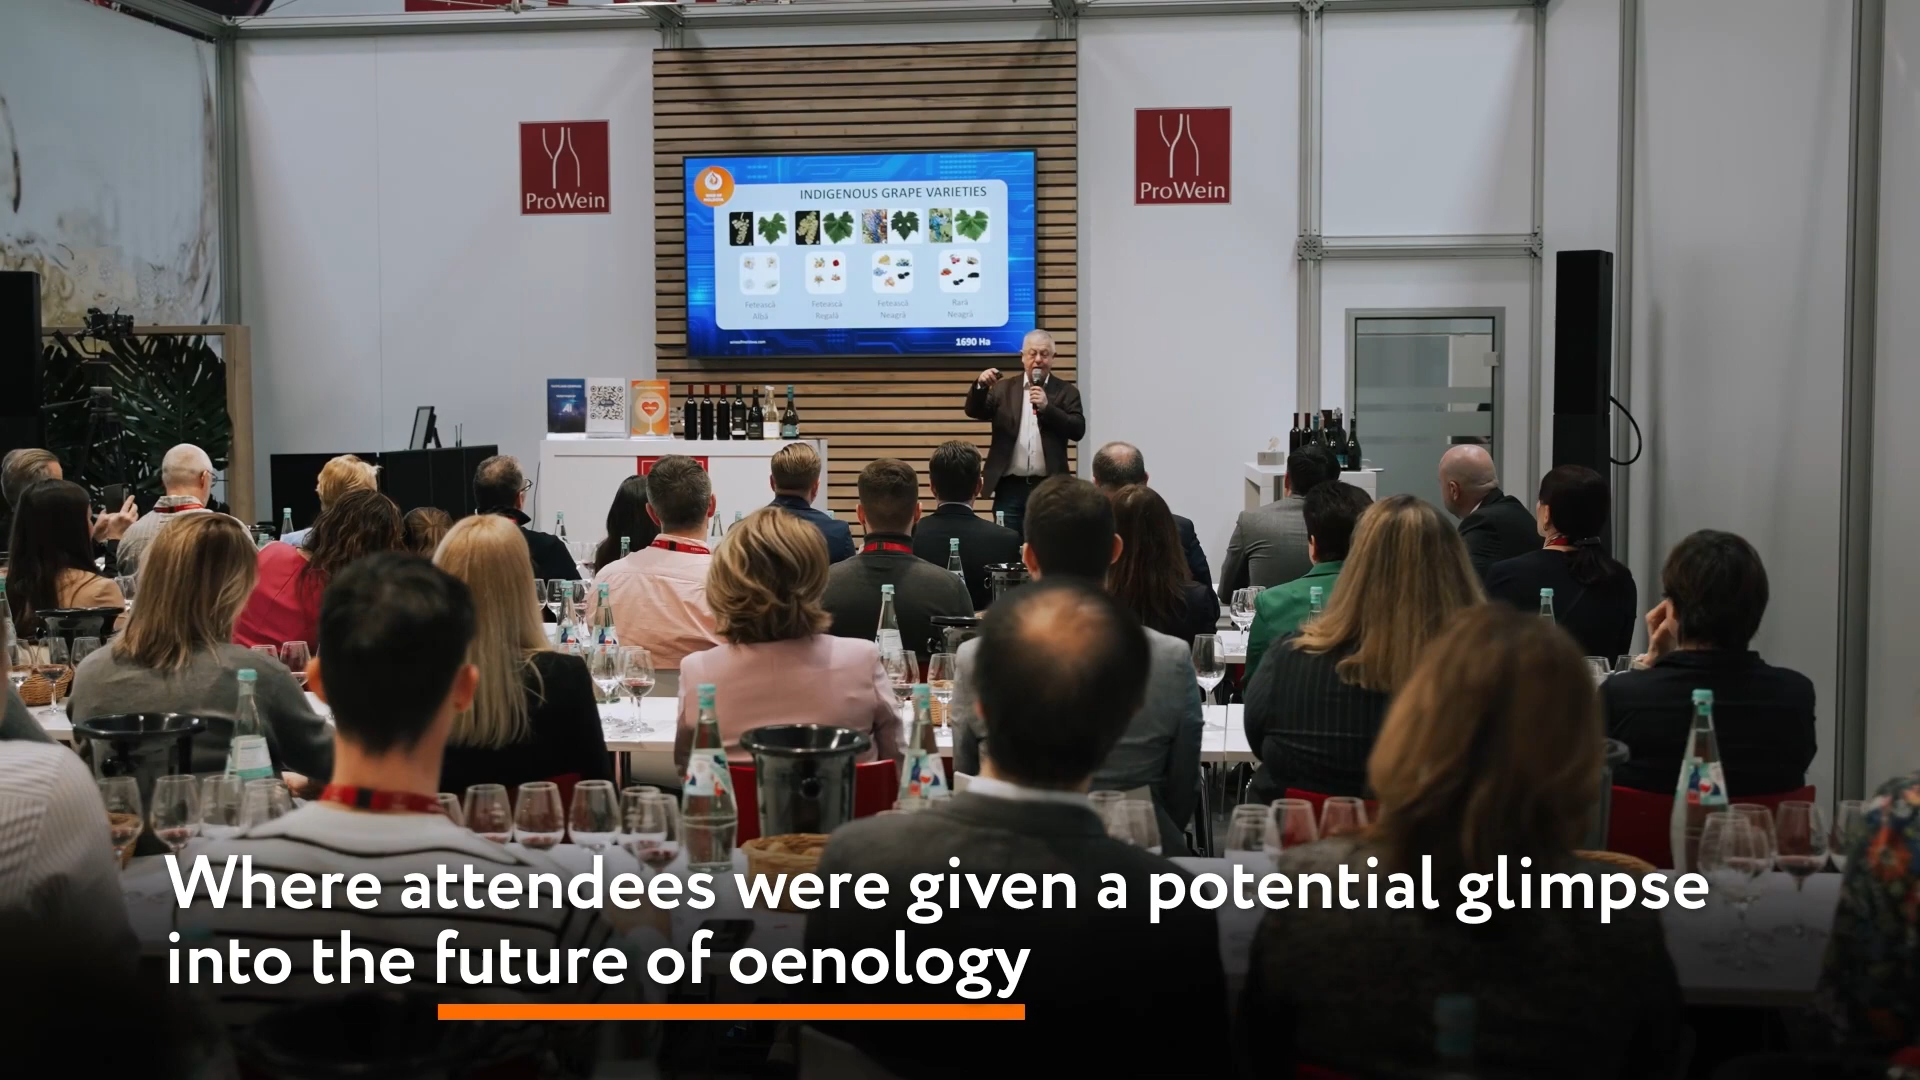 ProWein
ProWein
INDIGENOUS GRAPE VARIETIES
Fetească
Albă
Fetească
Regală
Fetească
Neagră
Rară
Neagră
1690 Ha
AI
Where attendees were given a potential glimpse
into the future of oenology